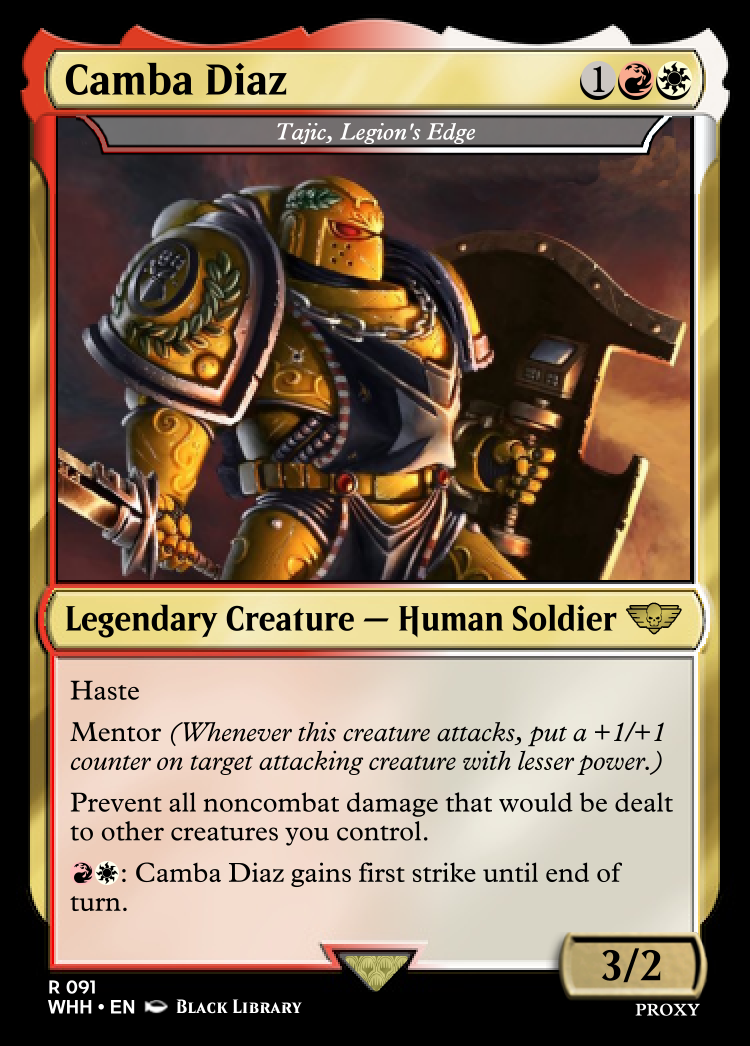 Camba Diaz 1
Tajic, Legion's Edge
Legendary Creature — Human Soldier
Haste
Mentor (Whenever this creature attacks, put a +1/+1
counter on target attacking creature with lesser power.)
Prevent all noncombat damage that would be dealt
to other creatures you control.
: Camba Diaz gains first strike until end of
turn.
3/2
R 091
WHH • EN BLACK LIBRARY
PROXY